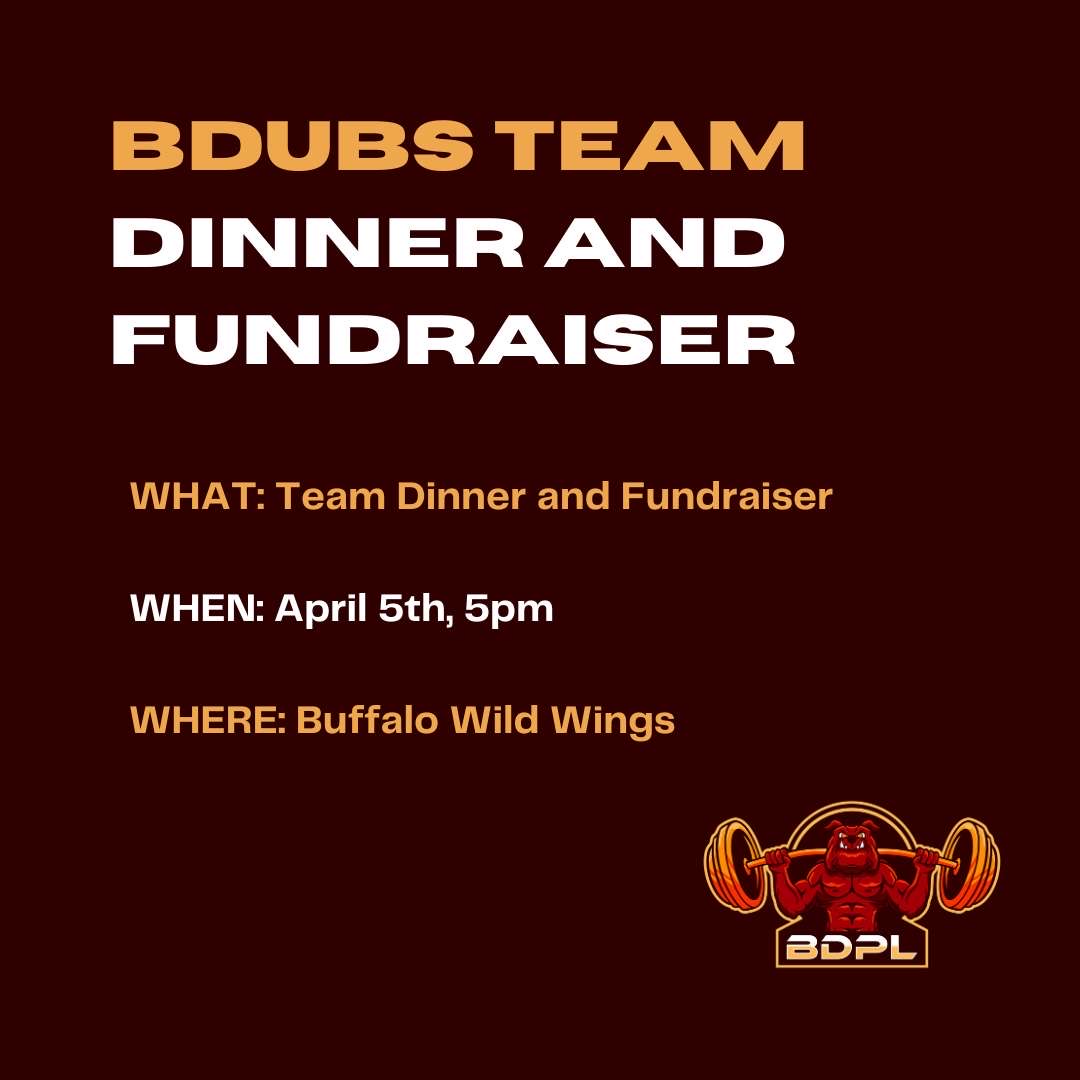 BDUBS TEAM
DINNER AND
FUNDRAISER
WHAT: Team Dinner and Fundraiser
WHEN: April 5th, 5pm
WHERE: Buffalo Wild Wings
BDPL